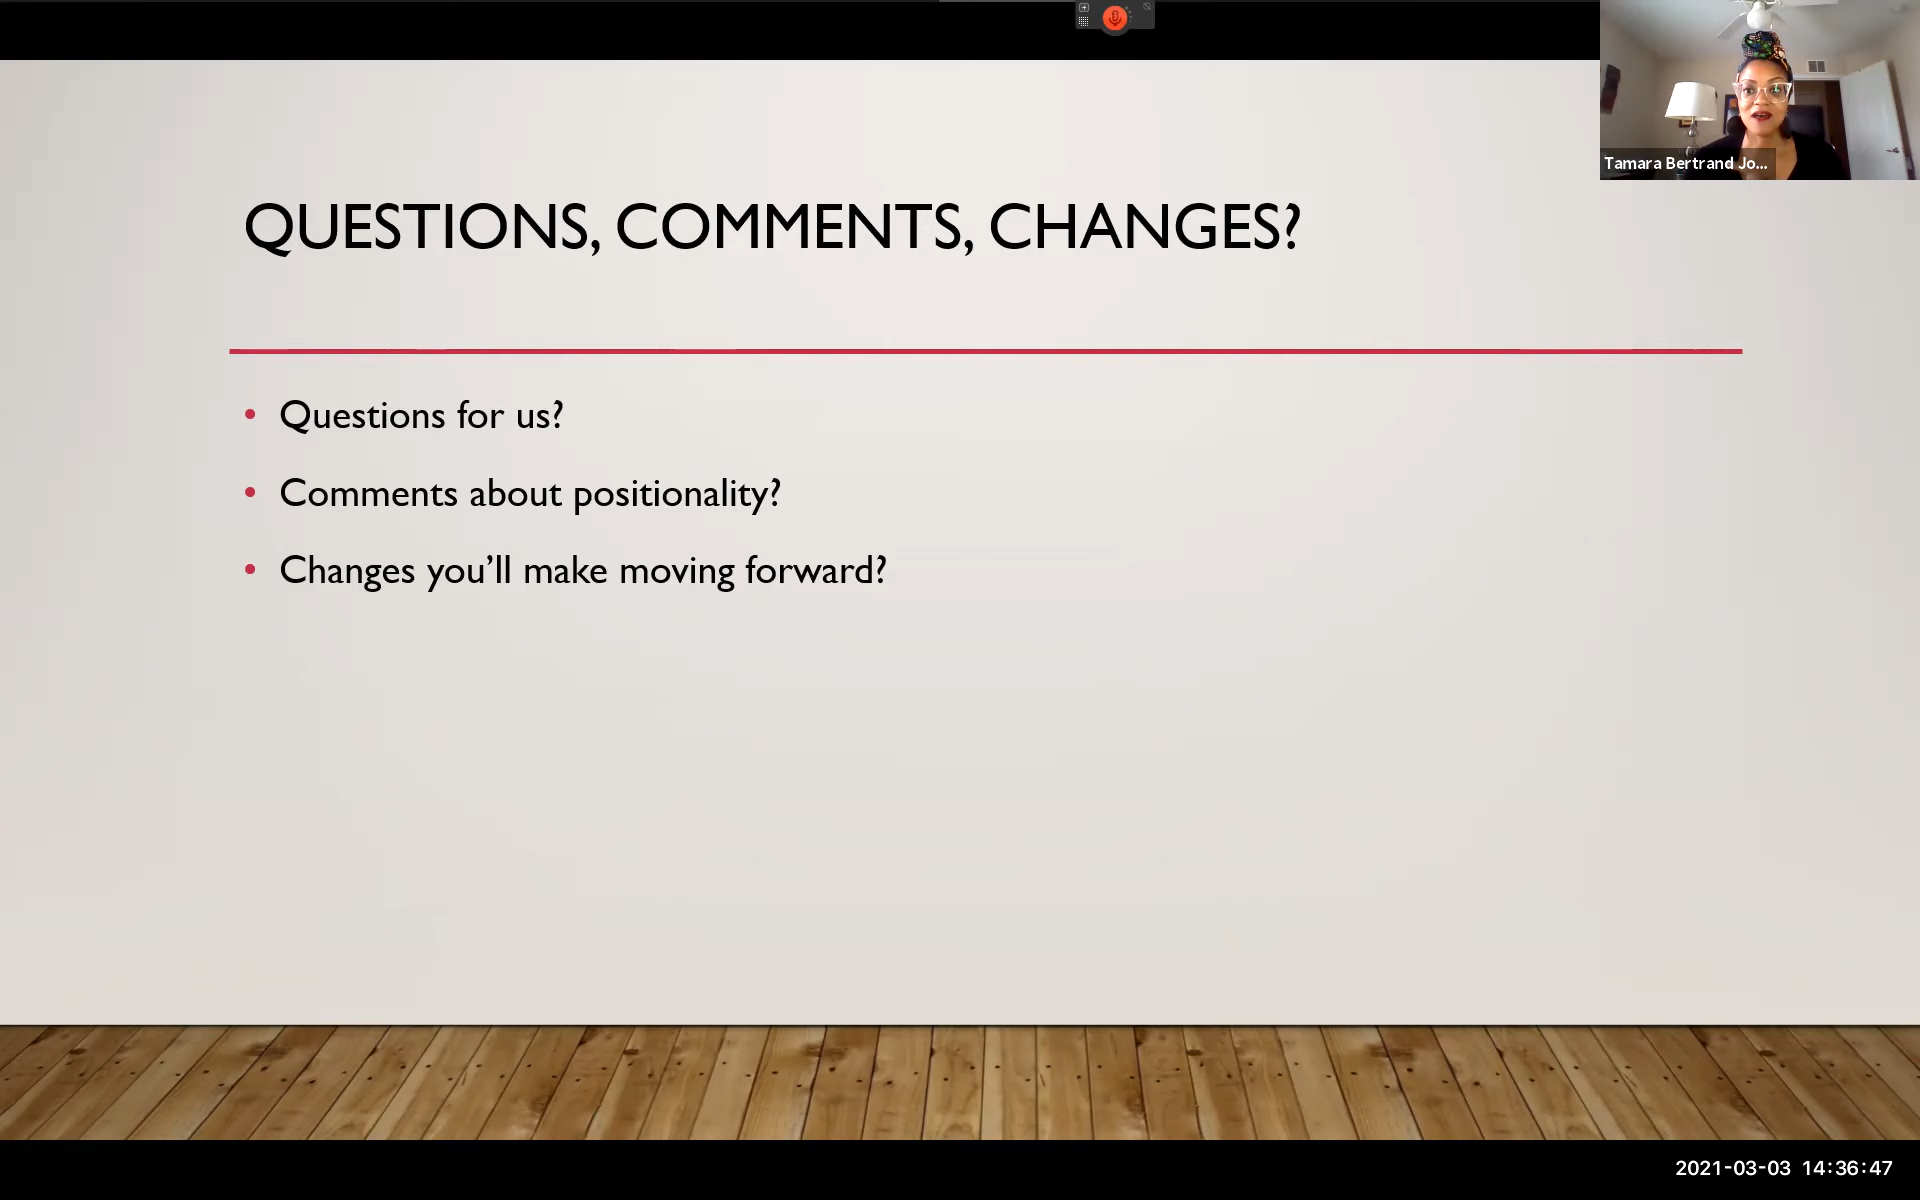 Tamara Bertrand Jo...
QUESTIONS, COMMENTS, CHANGES?
• Questions for us?
• Comments about positionality?
• Changes you’ll make moving forward?
2021-03-03 14:36:47